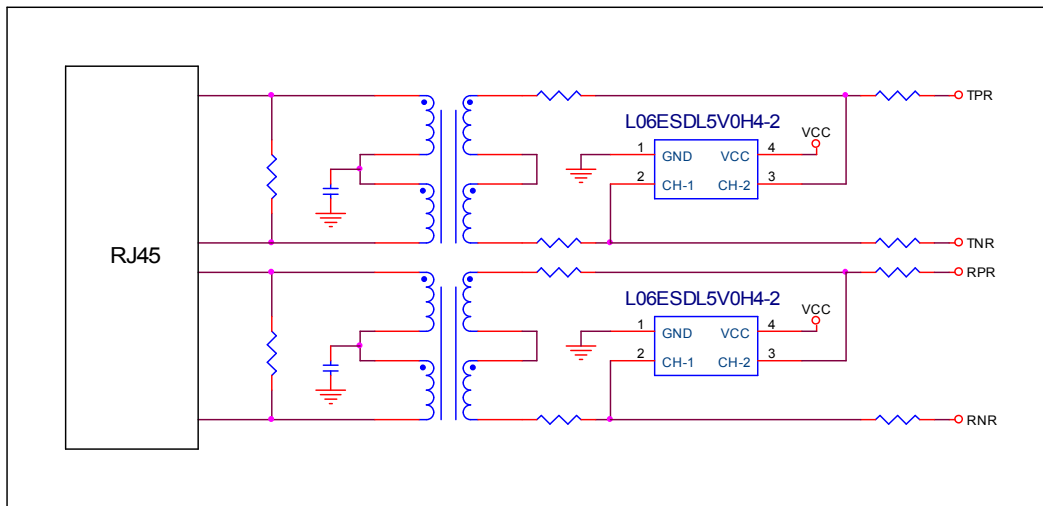 TPR
L06ESDL5V0H4-2
VCC
1 GND VCC 4
2 CH-1 CH-2 3
RJ45
TNR
RPR
L06ESDL5V0H4-2
VCC
1 GND VCC 4
2 CH-1 CH-2 3
RNR